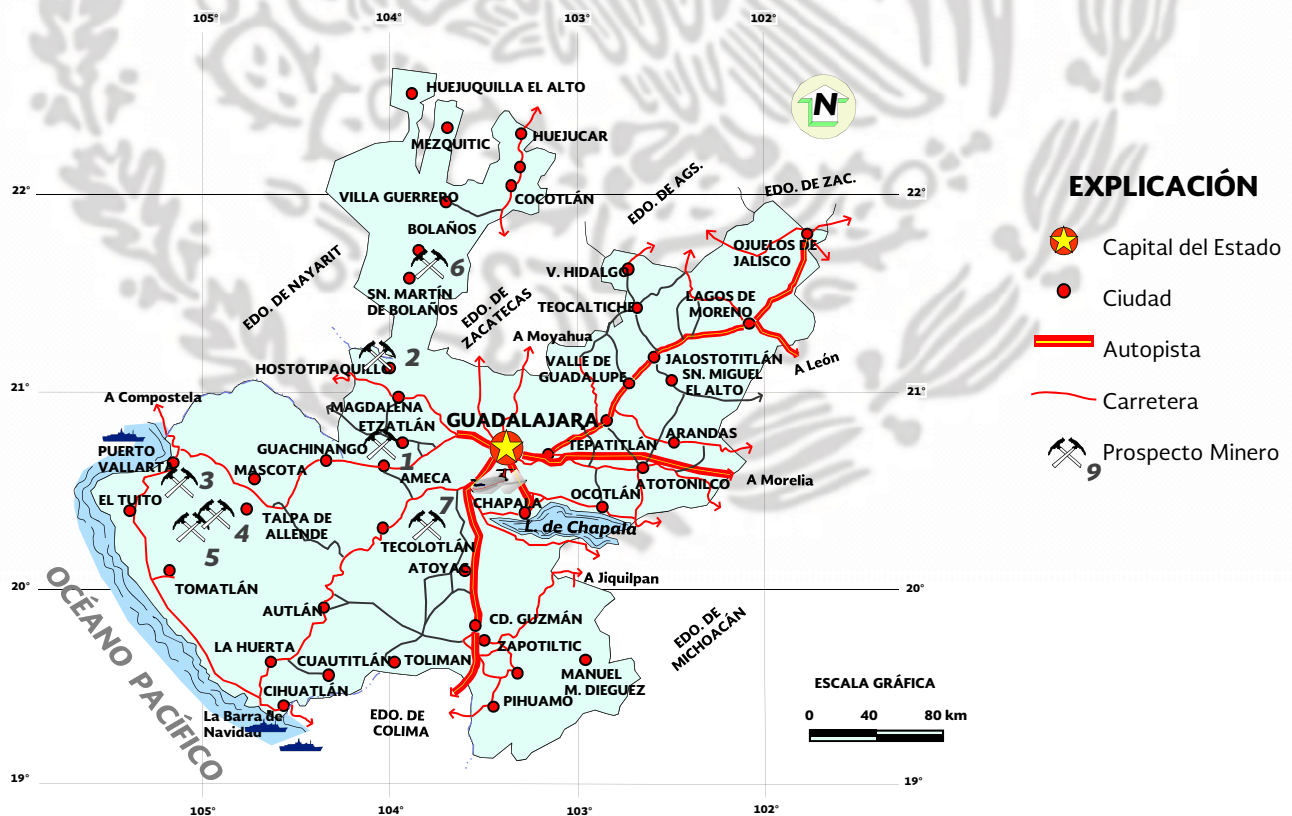 105°
104°
103°
102°
HUEJUQUILLA EL ALTO
N
MEZQUITIC
HUEJUCAR
22°
EDO. DE AGS.
EDO. DE ZAC.
22°
VILLA GUERRERO
COCOTLÁN
BOLAÑOS
6
EDO. DE NAYARIT
SN. MARTÍN
DE BOLAÑOS
EDO. DE
ZACATECAS
V. HIDALGO
OJUELOS DE
JALISCO
TEOCALTICHE
LAGOS DE
MORENO
A Moyahua
2
HOSTOTIPAQUILLO
VALLE DE
GUADALUPE
JALOSTOTITLÁN
SN. MIGUEL
EL ALTO
A León
21°
21°
A Compostela
MAGDALENA
ETZATLÁN
GUADALAJARA
GUACHINANGO
1
TEPATITLÁN
ARANDAS
PUERTO
VALLARTA
3
MASCOTA
AMECA
ATOTONILCO
A Morelia
EL TUITO
4
5
TALPA DE
ALLENDE
7
CHAPALA
OCOTLÁN
L. de Chapala
TECOLOTLÁN
ATOYAC
A Jiquilpan
20°
20°
TOMATLÁN
AUTLÁN
CD. GUZMÁN
EDO. DE
MICHOACÁN
ZAPOTILTIC
LA HUERTA
CUAUTITLÁN
TOLIMAN
MANUEL
M. DIEGUEZ
CIHUATLÁN
PIHUAMO
La Barra de
Navidad
EDO. DE
COLIMA
OCÉANO PACÍFICO
19°
19°
105°
104°
103°
102°
EXPLICACIÓN
Capital del Estado
Ciudad
Autopista
Carretera
Prospecto Minero
9
ESCALA GRÁFICA
0 40 80 km